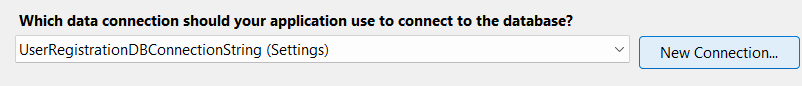 Which data connection should your application use to connect to the database?
UserRegistrationDBConnectionString (Settings)
New Connection...